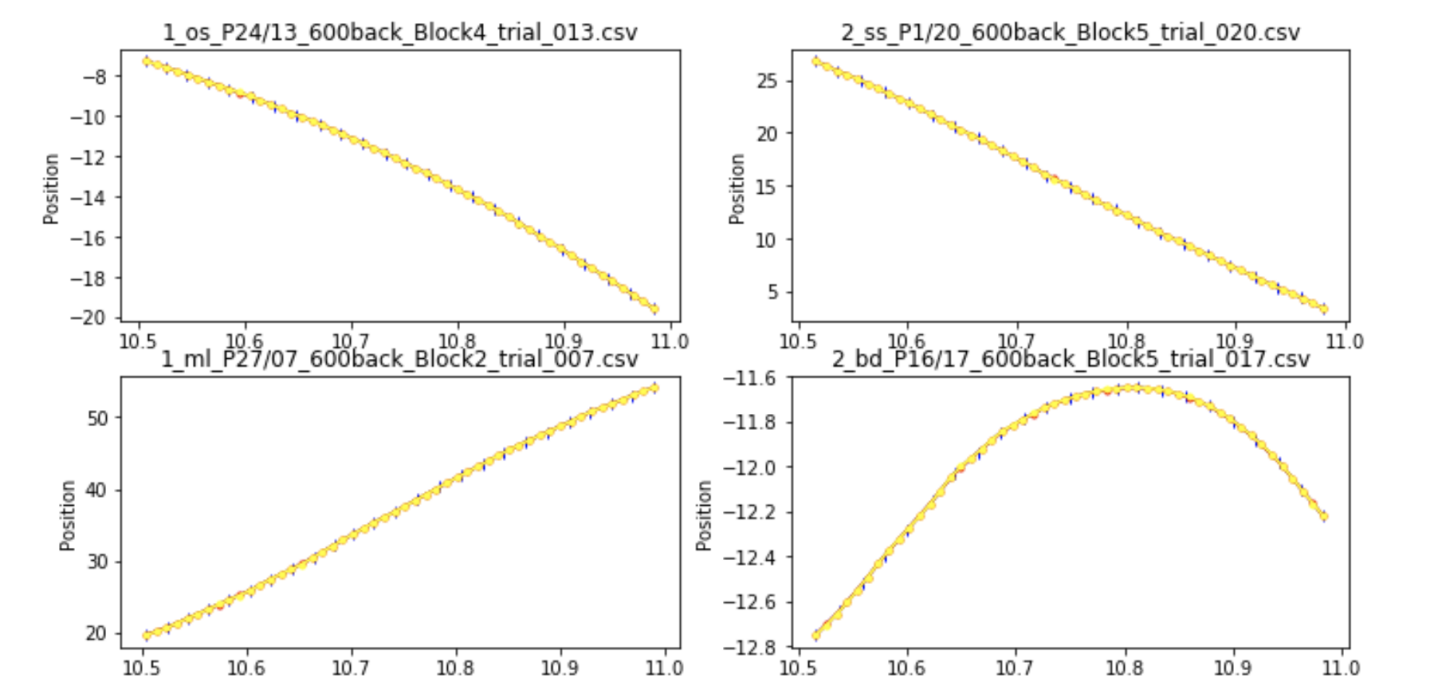 1_os_P24/13_600back_Block4_trial_013.csv
Position
−8
−10
−12
−14
−16
−18
−20
10.5 10.6 10.7 10.8 10.9 11.0
2_ss_P1/20_600back_Block5_trial_020.csv
Position
25
20
15
10
5
10.5 10.6 10.7 10.8 10.9 11.0
1_ml_P27/07_600back_Block2_trial_007.csv
Position
50
40
30
20
10.5 10.6 10.7 10.8 10.9 11.0
2_bd_P16/17_600back_Block5_trial_017.csv
Position
−11.6
−11.8
−12.0
−12.2
−12.4
−12.6
−12.8
10.5 10.6 10.7 10.8 10.9 11.0